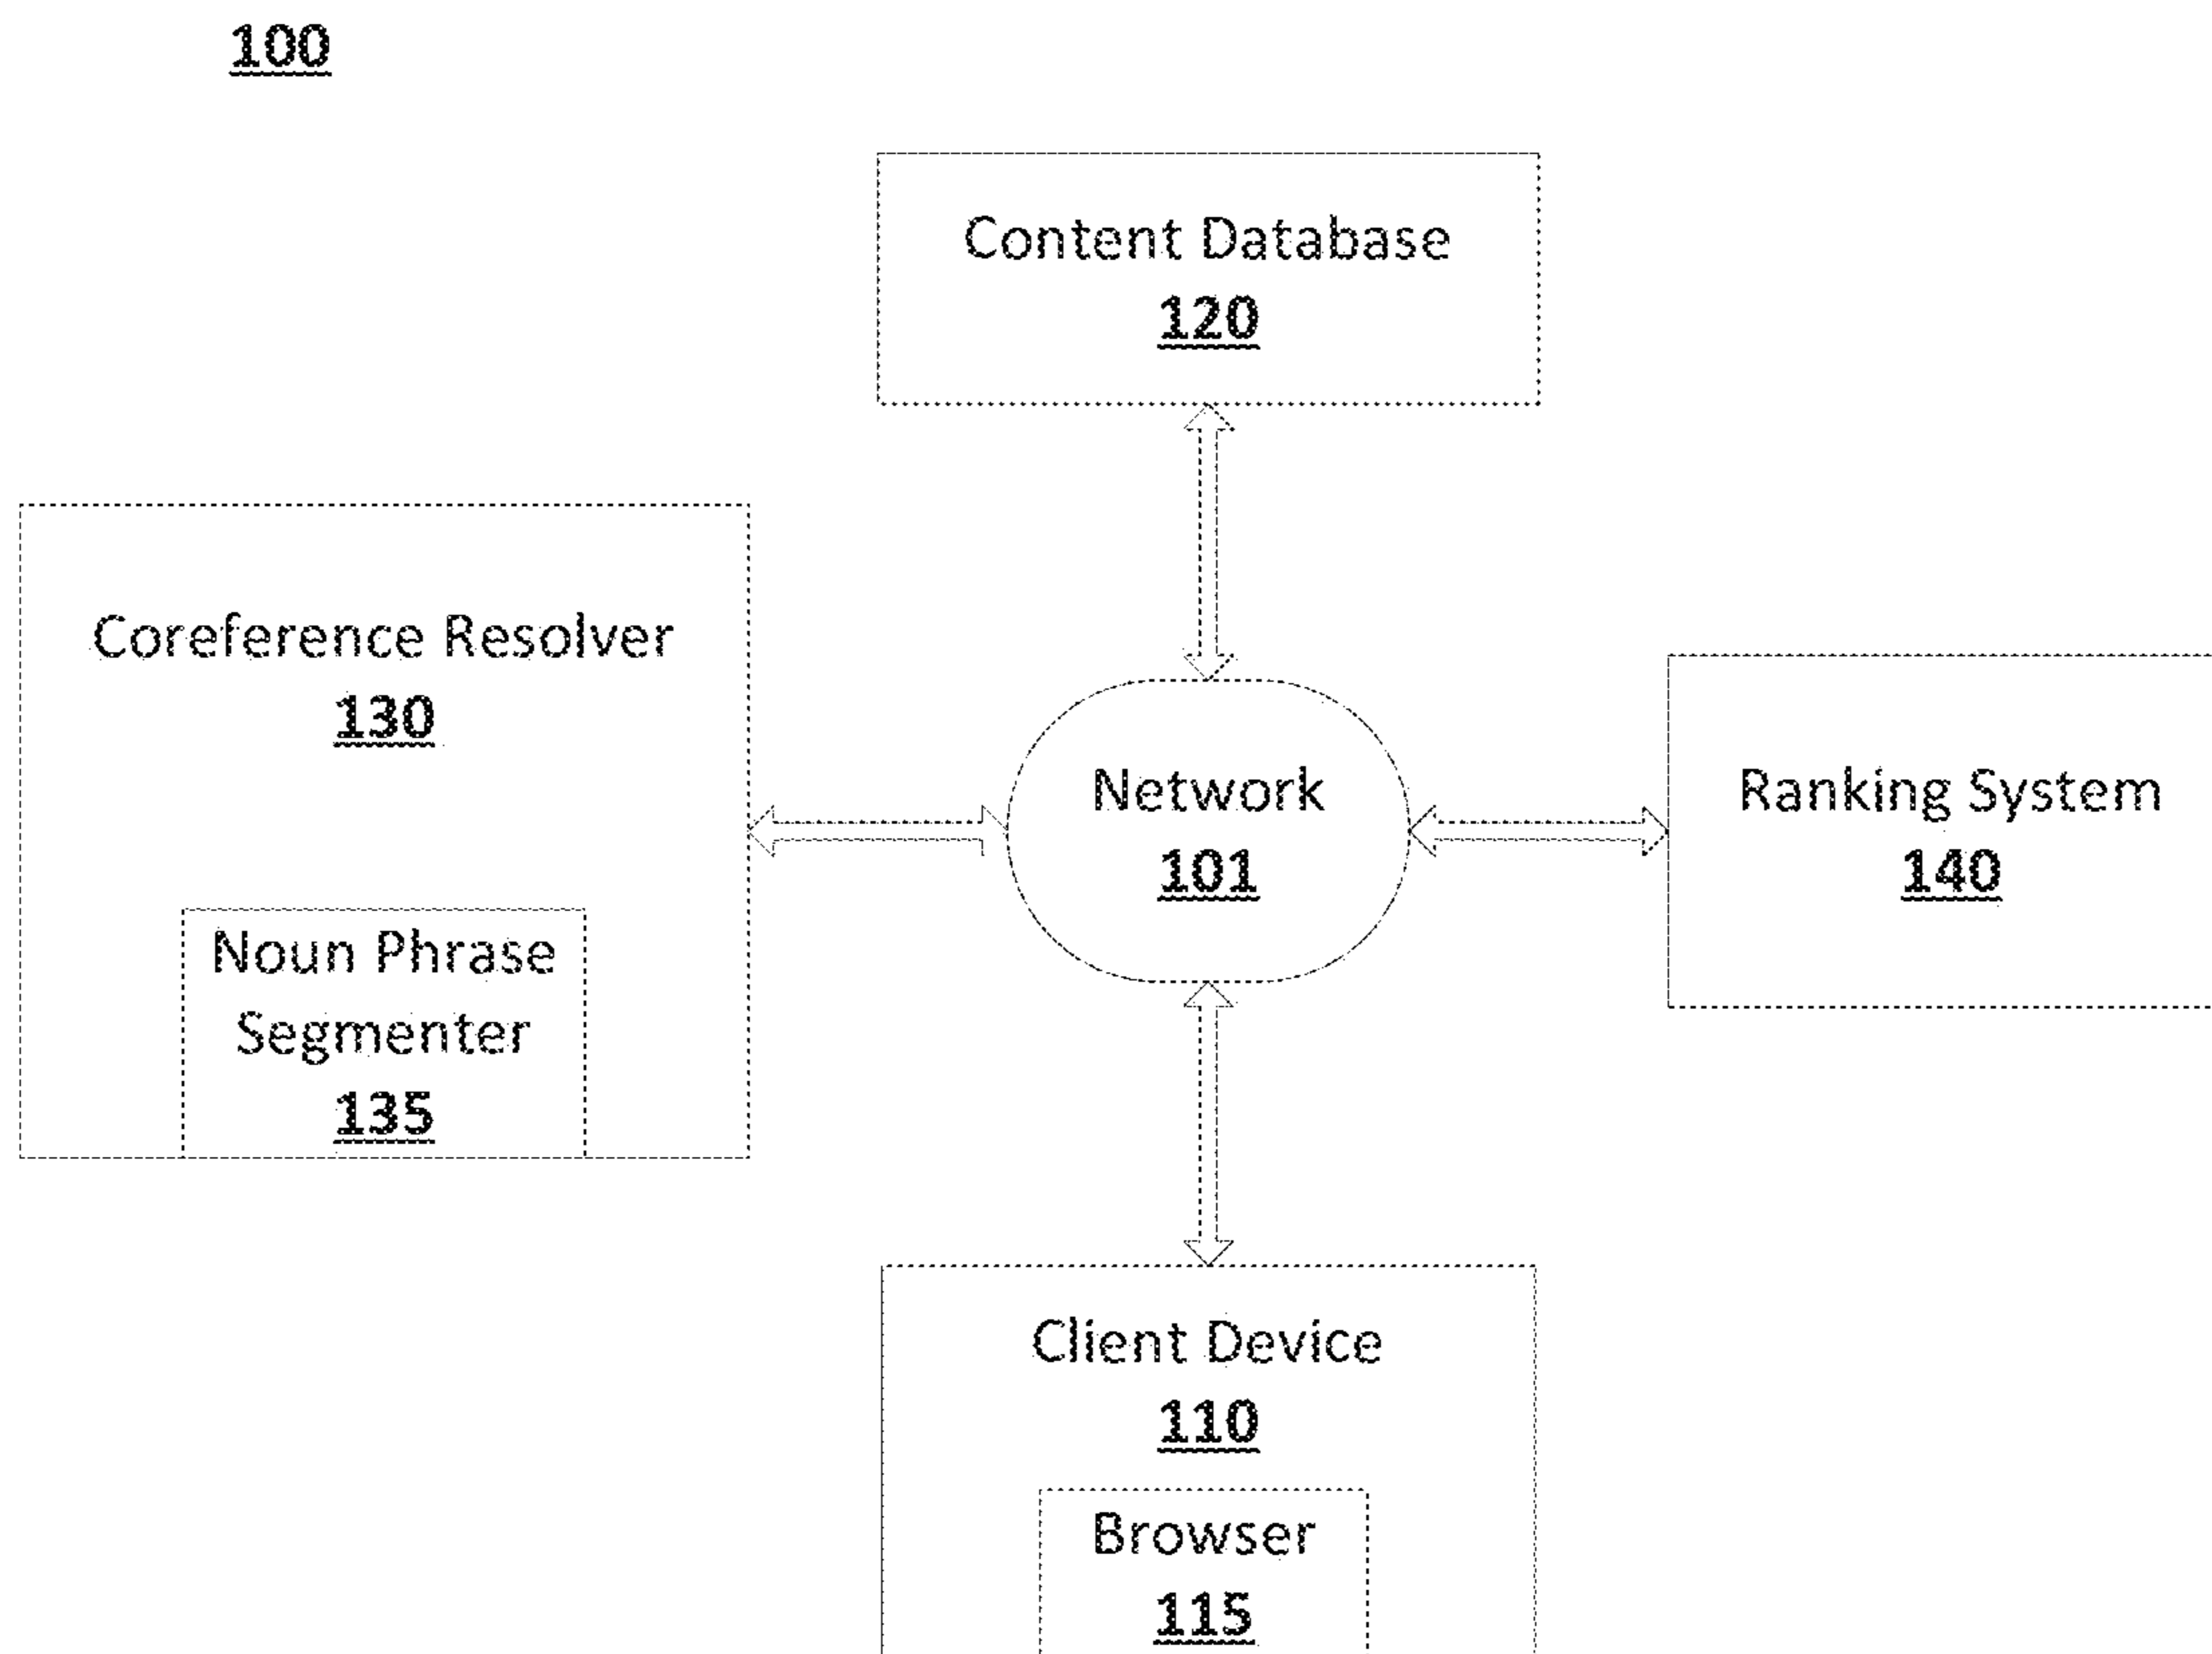 100
Content Database
120
Coreference Resolver
130
Noun Phrase
Segmenter
135
Network
101
Ranking System
140
Client Device
110
Browser
115